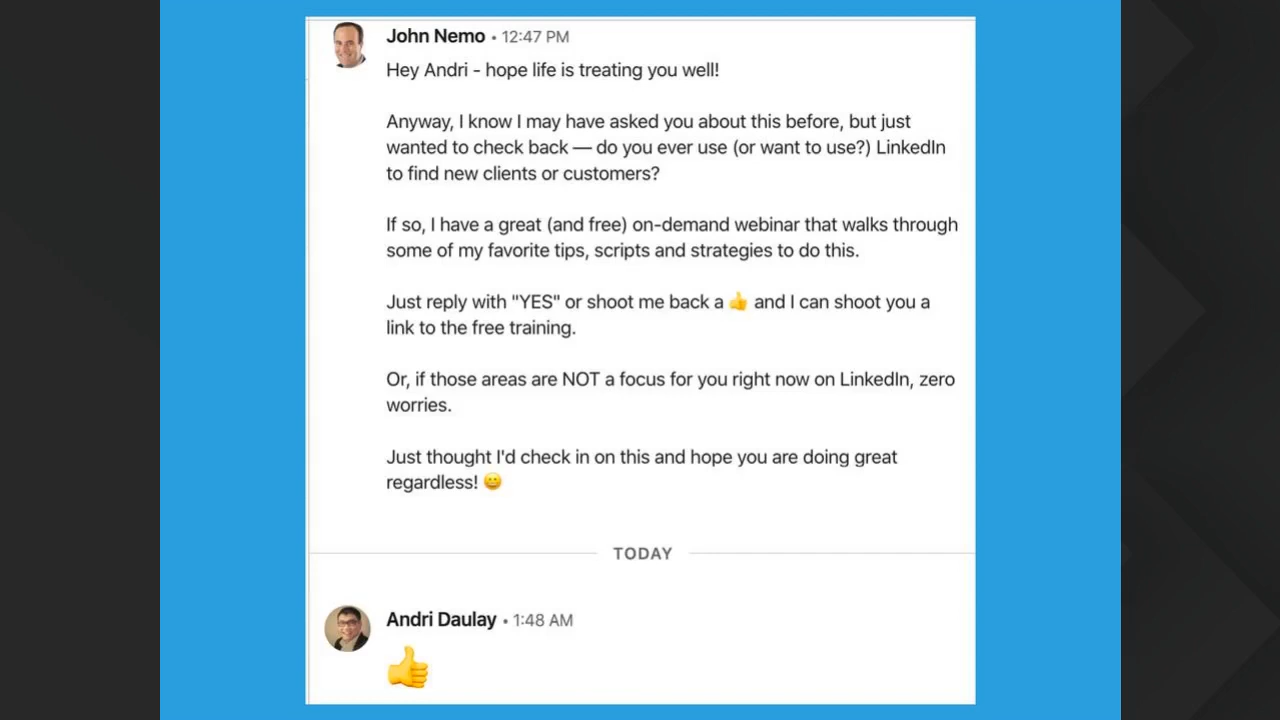 John Nemo • 12:47 PM
Hey Andri - hope life is treating you well!
Anyway, I know I may have asked you about this before, but just
wanted to check back — do you ever use (or want to use?) LinkedIn
to find new clients or customers?
If so, I have a great (and free) on-demand webinar that walks through
some of my favorite tips, scripts and strategies to do this.
Just reply with "YES" or shoot me back a 👍 and I can shoot you a
link to the free training.
Or, if those areas are NOT a focus for you right now on LinkedIn, zero
worries.
Just thought I'd check in on this and hope you are doing great
regardless! 😀
TODAY
Andri Daulay • 1:48 AM
👍